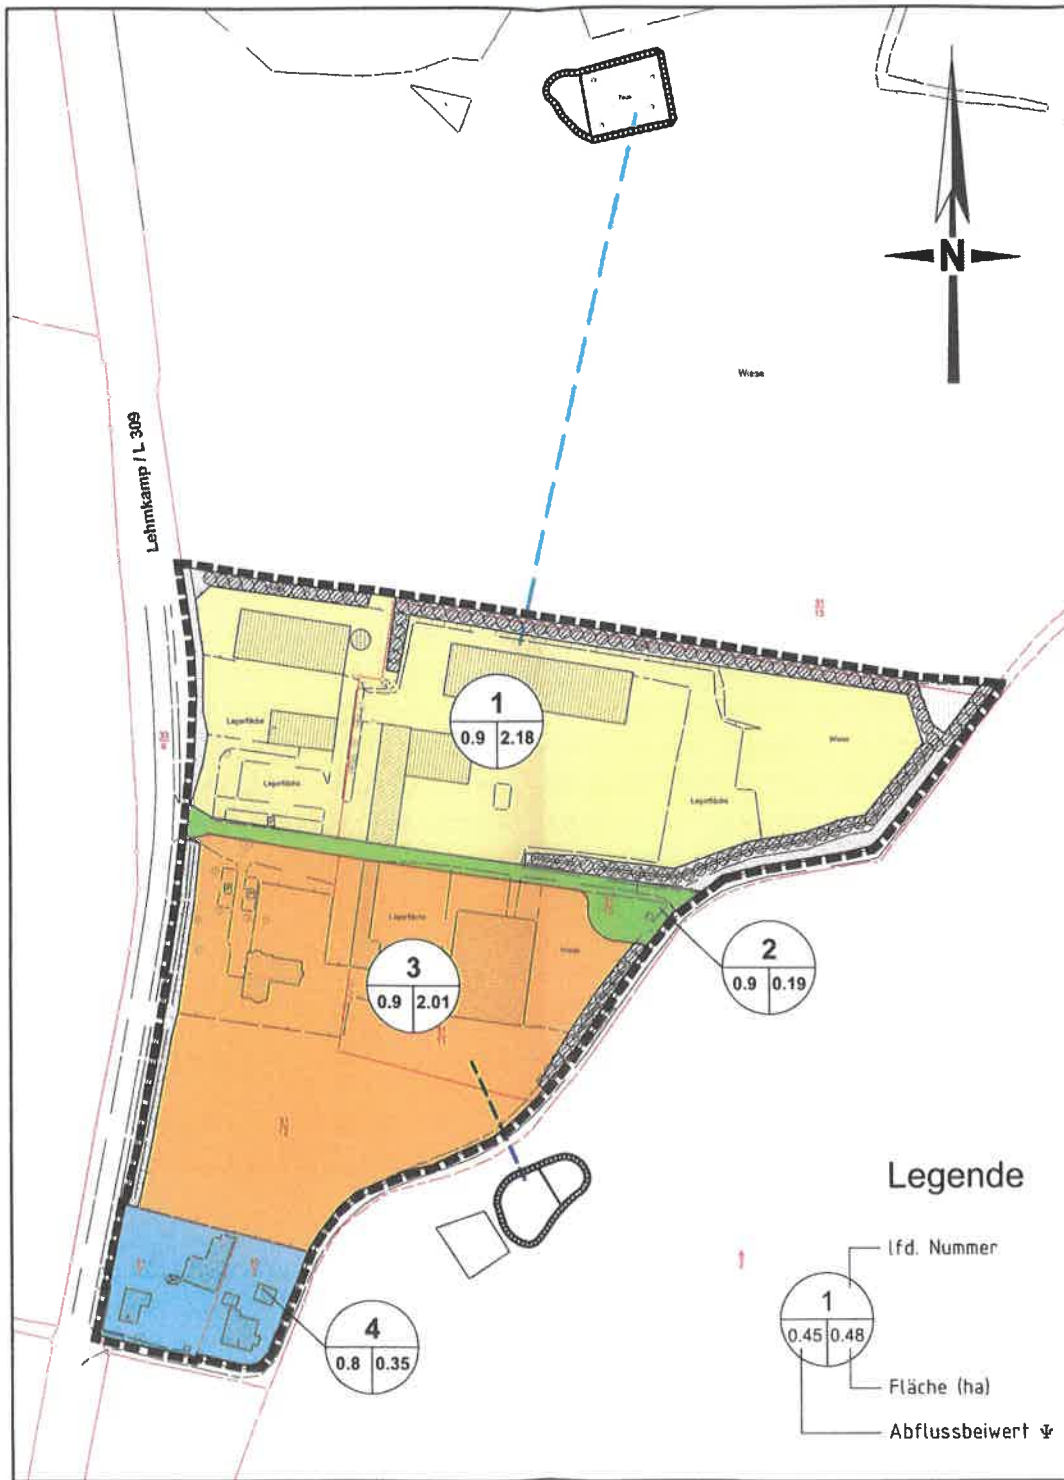 N
Wiese
Lehmkamp / L 309
1
0.9 2.18
Lagerfläche
Lagerfläche
Wiese
Lagerfläche
Lagerfläche
3
0.9 2.01
2
0.9 0.19
4
0.8 0.35
Legende
lfd. Nummer
1
0.45 0.48
Fläche (ha)
Abflussbeiwert Ψ